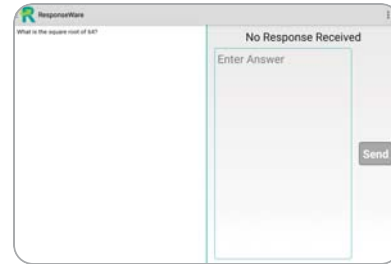 ResponseWare
What is the square root of 64?
No Response Received
Enter Answer
Send